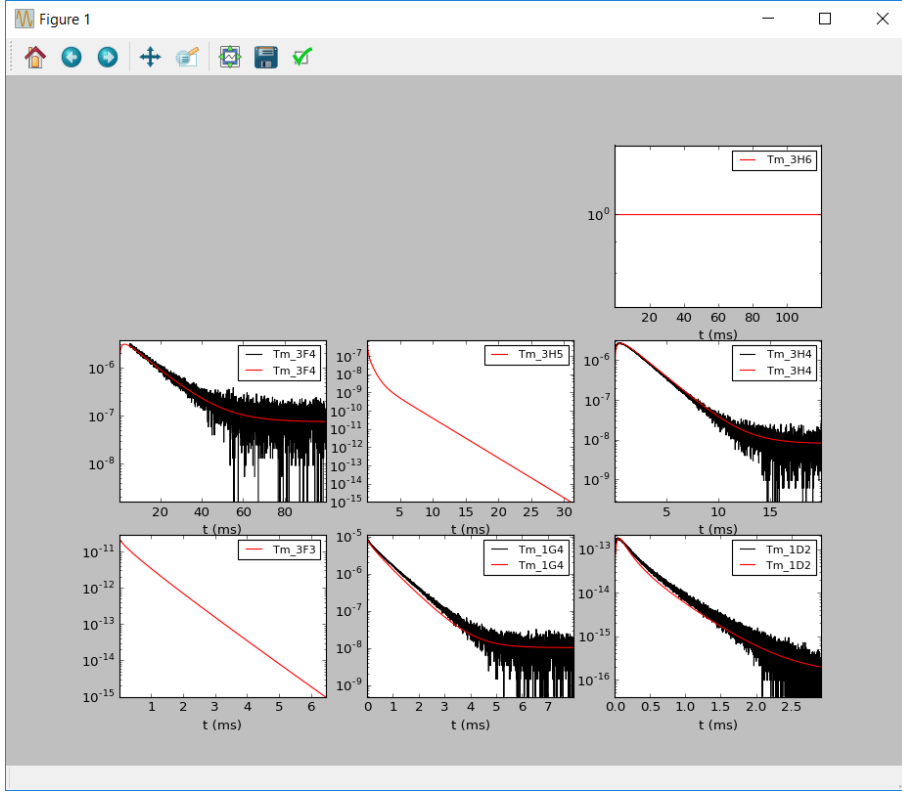 Figure 1
Tm_3H6
10^0
20 40 60 80 100
t (ms)
Tm_3F4
Tm_3F4
10^-6
10^-7
10^-8
20 40 60 80
t (ms)
Tm_3H5
10^-7
10^-8
10^-9
10^-10
10^-11
10^-12
10^-13
10^-14
10^-15
5 10 15 20 25 30
t (ms)
Tm_3H4
Tm_3H4
10^-6
10^-7
10^-8
10^-9
5 10 15
t (ms)
Tm_3F3
10^-11
10^-12
10^-13
10^-14
10^-15
1 2 3 4 5 6
t (ms)
Tm_1G4
Tm_1G4
10^-5
10^-6
10^-7
10^-8
10^-9
0 1 2 3 4 5 6 7
t (ms)
Tm_1D2
Tm_1D2
10^-13
10^-14
10^-15
10^-16
0.0 0.5 1.0 1.5 2.0 2.5
t (ms)